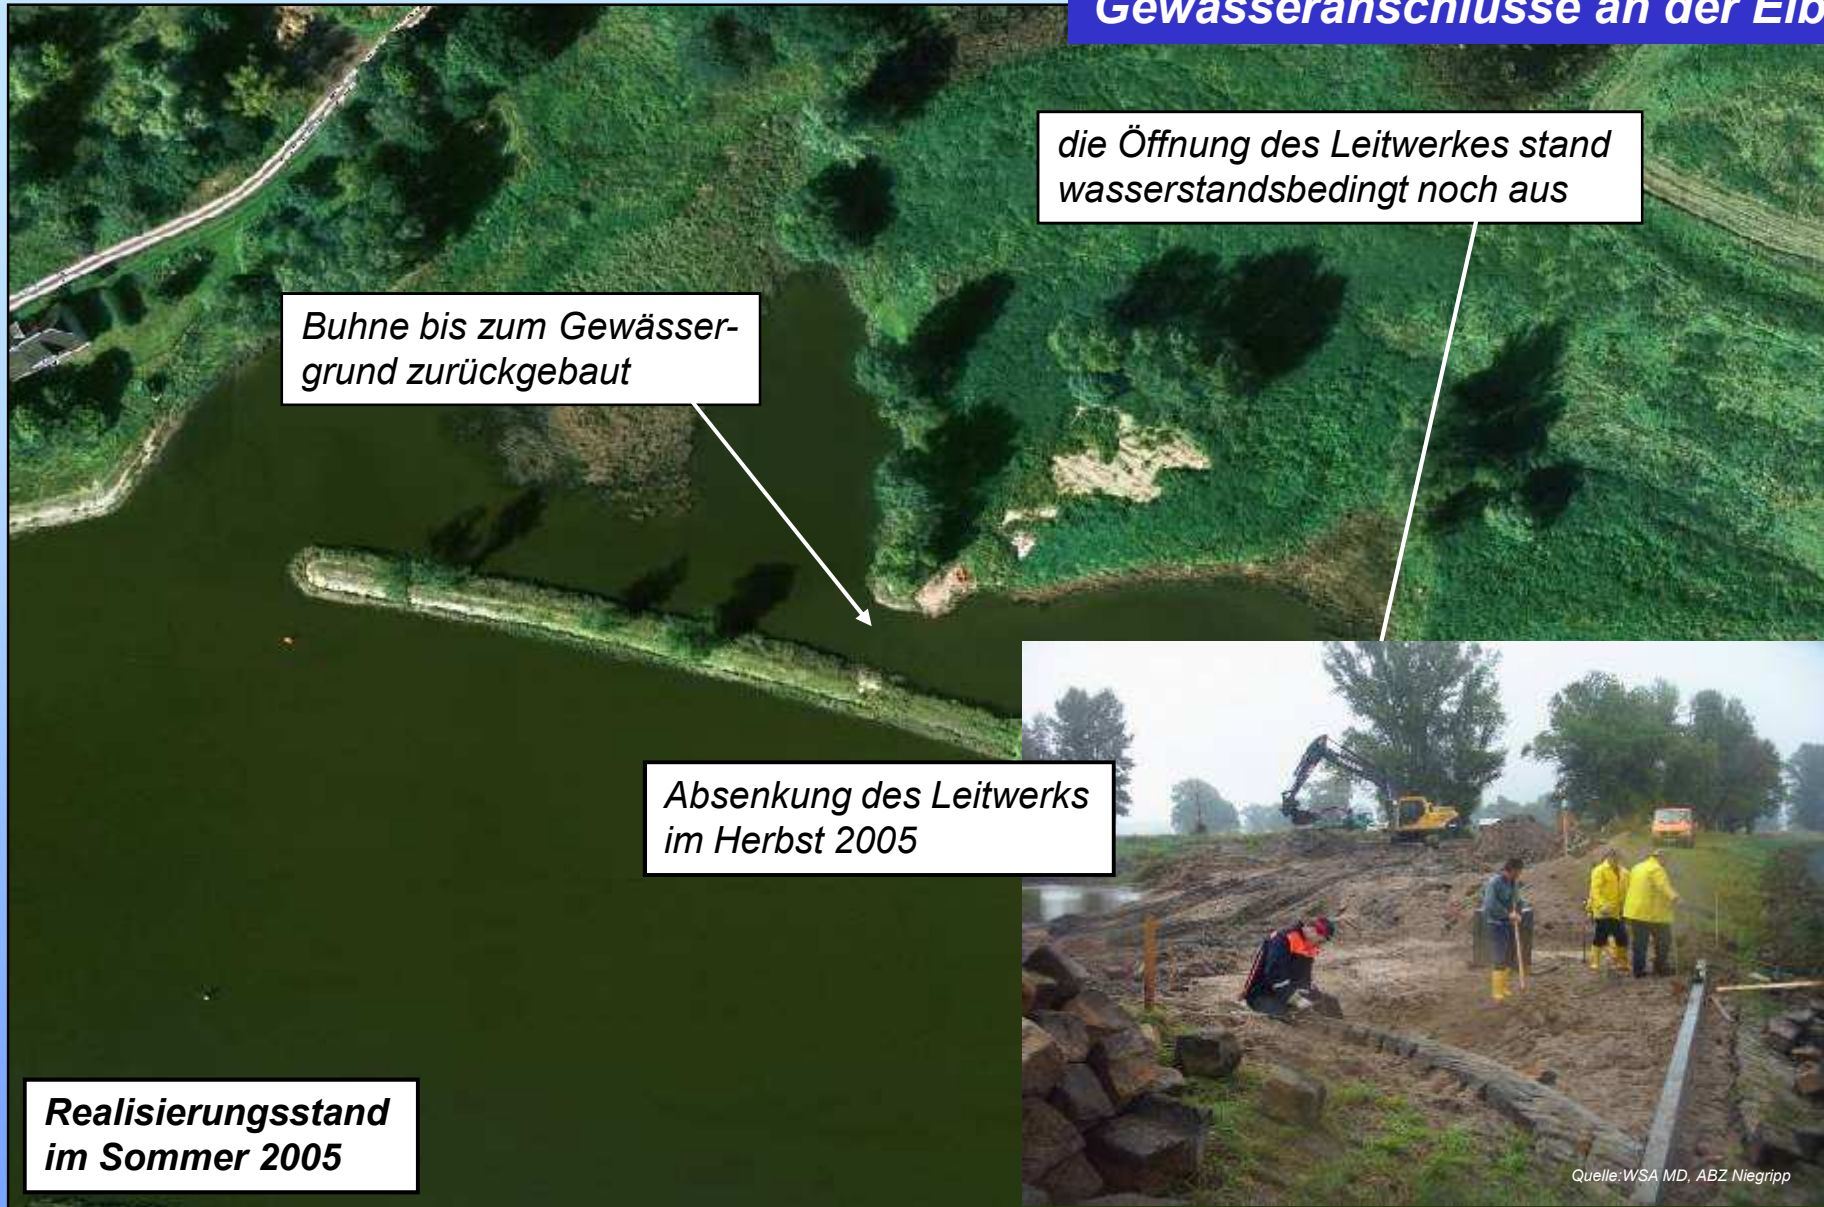 Gewässeranschlüsse an der Elb
die Öffnung des Leitwerkes stand
wasserstandsbedingt noch aus
Buhne bis zum Gewässer-
grund zurückgebaut
Absenkung des Leitwerks
im Herbst 2005
Realisierungsstand
im Sommer 2005
Quelle:WSA MD, ABZ Niegripp